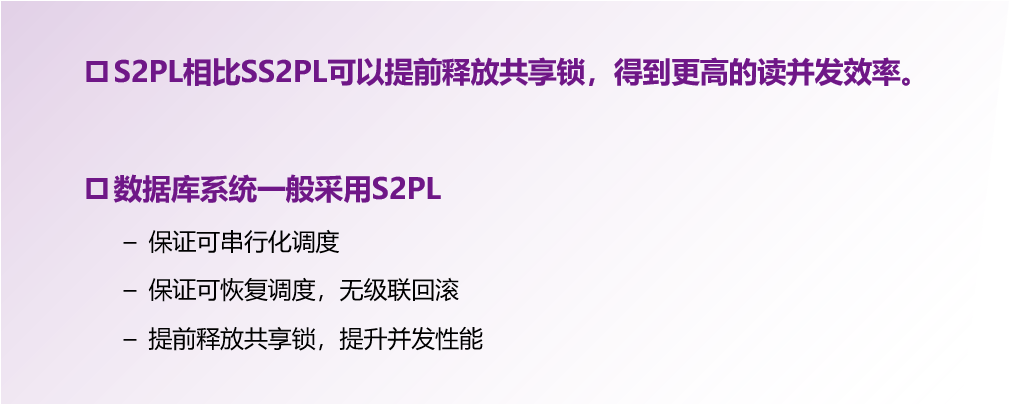 S2PL相比SS2PL可以提前释放共享锁，得到更高的读并发效率。
数据库系统一般采用S2PL
– 保证可串行化调度
– 保证可恢复调度，无级联回滚
– 提前释放共享锁，提升并发性能